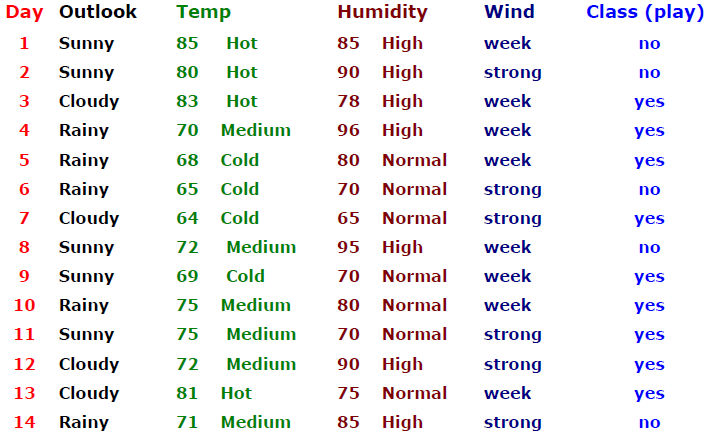 Day Outlook Temp Humidity Wind Class (play)
1 Sunny 85 Hot 85 High week no
2 Sunny 80 Hot 90 High strong no
3 Cloudy 83 Hot 78 High week yes
4 Rainy 70 Medium 96 High week yes
5 Rainy 68 Cold 80 Normal week yes
6 Rainy 65 Cold 70 Normal strong no
7 Cloudy 64 Cold 65 Normal strong yes
8 Sunny 72 Medium 95 High week no
9 Sunny 69 Cold 70 Normal week yes
10 Rainy 75 Medium 80 Normal week yes
11 Sunny 75 Medium 70 Normal strong yes
12 Cloudy 72 Medium 90 High strong yes
13 Cloudy 81 Hot 75 Normal week yes
14 Rainy 71 Medium 85 High strong no